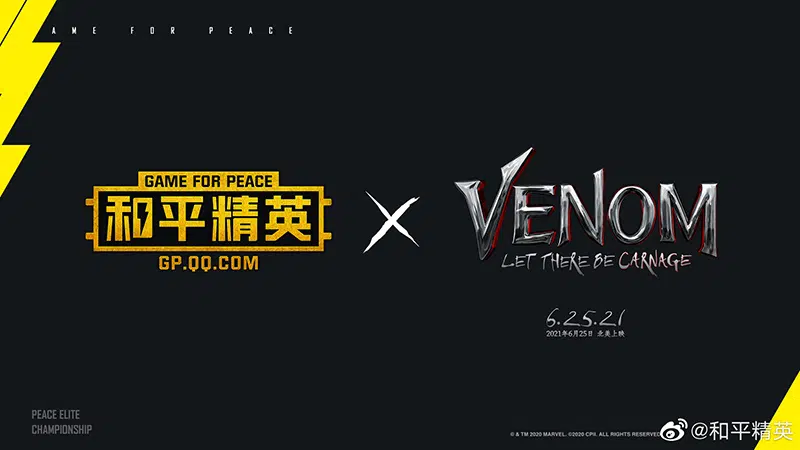 AME FOR PEACE
GAME FOR PEACE
和平精英
GP.QQ.COM
X
VENOM
LET THERE BE CARNAGE
6.25.21
2021年6月25日 北美上映
PEACE ELITE
CHAMPIONSHIP
© & TM 2020 MARVEL. ©2020 CPII. ALL RIGHTS RESERVED.
@和平精英